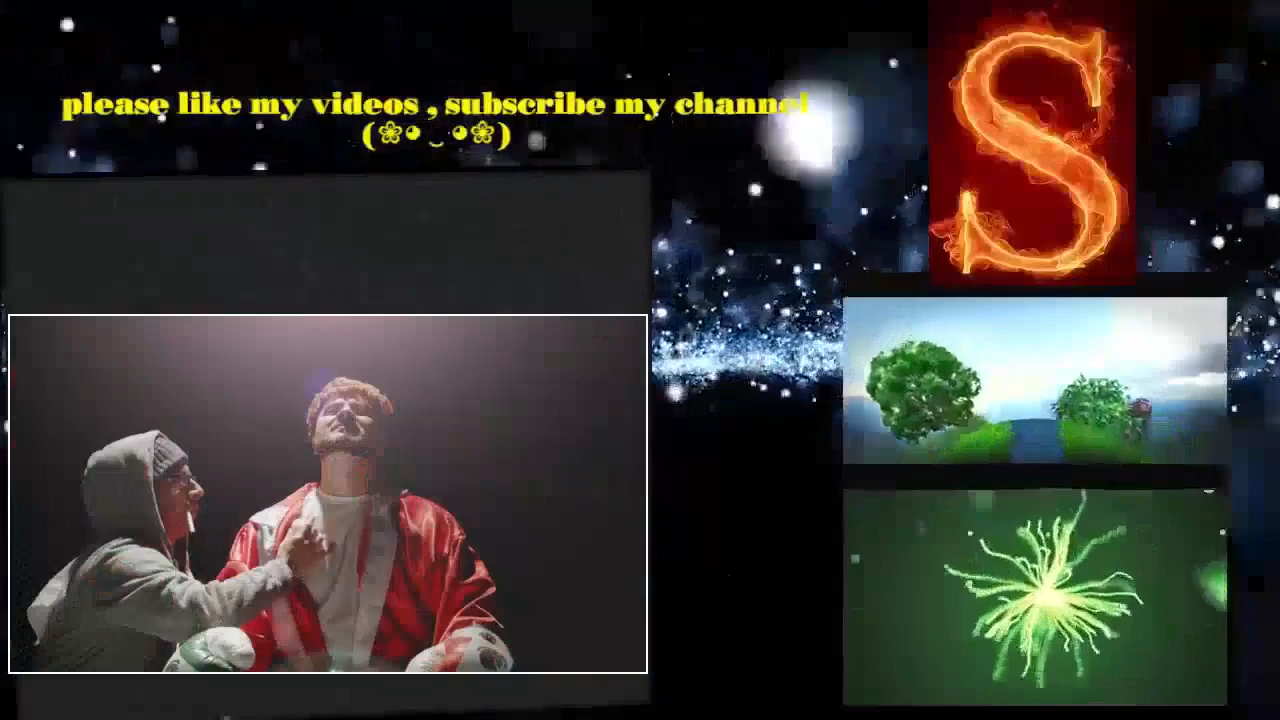 please like my videos , subscribe my channel
(❀◕ ‿ ◕❀)
S